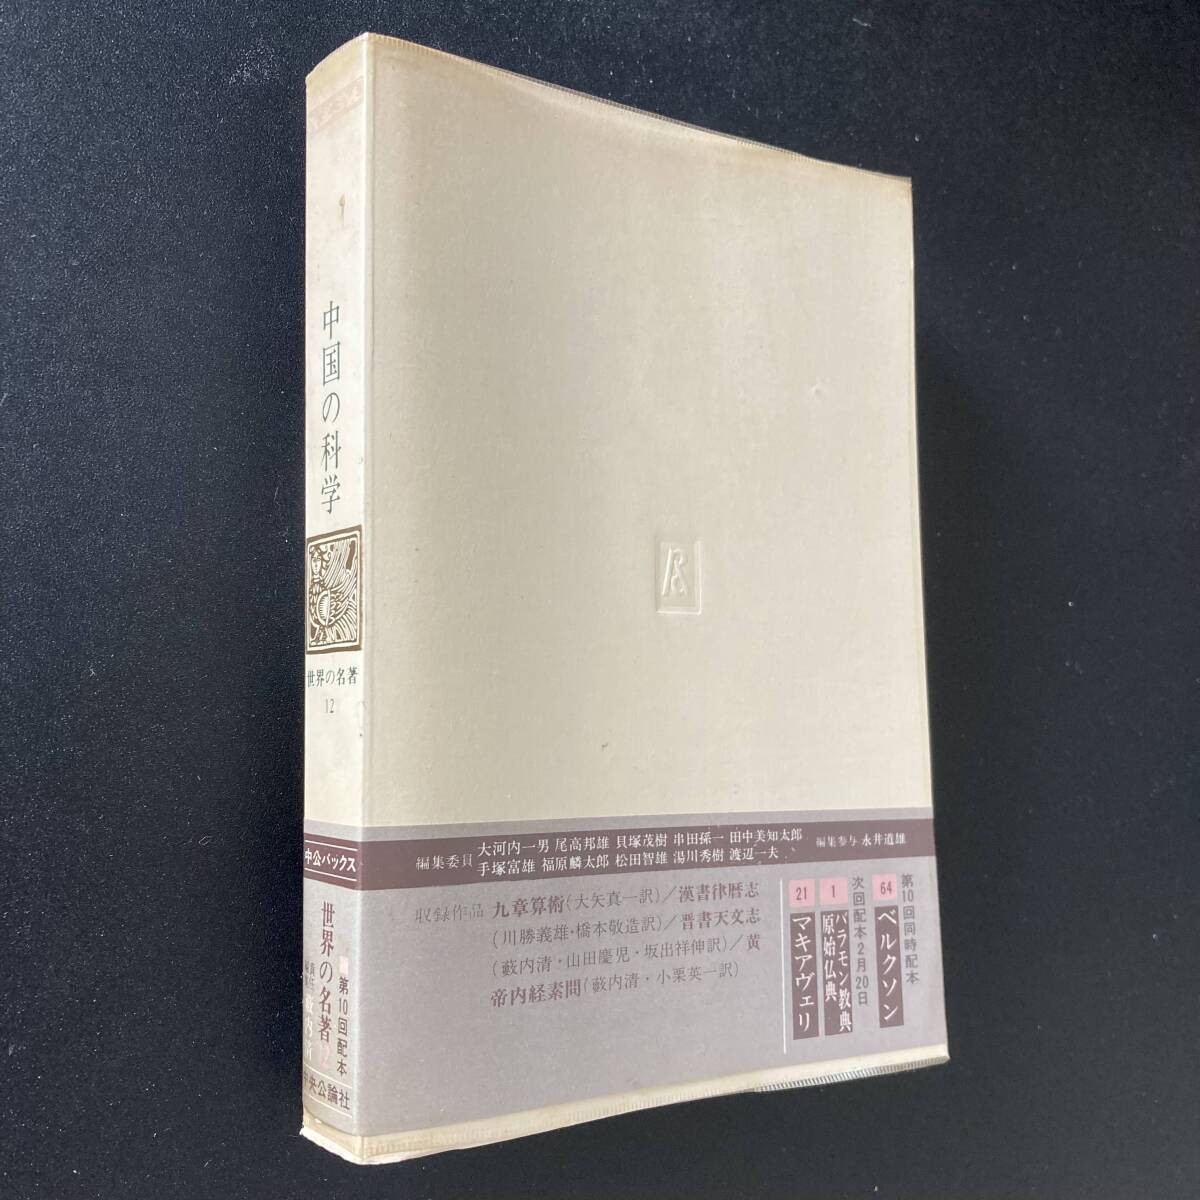 中国の科学
世界の名著
12
中公バックス
世界の名著12
第10回配本
中央公論社
編集委員
大河内一男 尾高邦雄 貝塚茂樹 串田孫一 田中美知太郎
手塚富雄 福原麟太郎 松田智雄 湯川秀樹 渡辺一夫
編集参与 永井道雄
収録作品 九章算術(大矢真一訳)/漢書律暦志
(川勝義雄・橋本敬造訳)/晋書天文志
(藪内清・山田慶児・坂出祥伸訳)/黄
帝内経素問(藪内清・小栗英一訳)
第10回同時配本
64 ベルクソン
次回配本2月20日
1 バラモン教典
原始仏典
21 マキアヴェリ